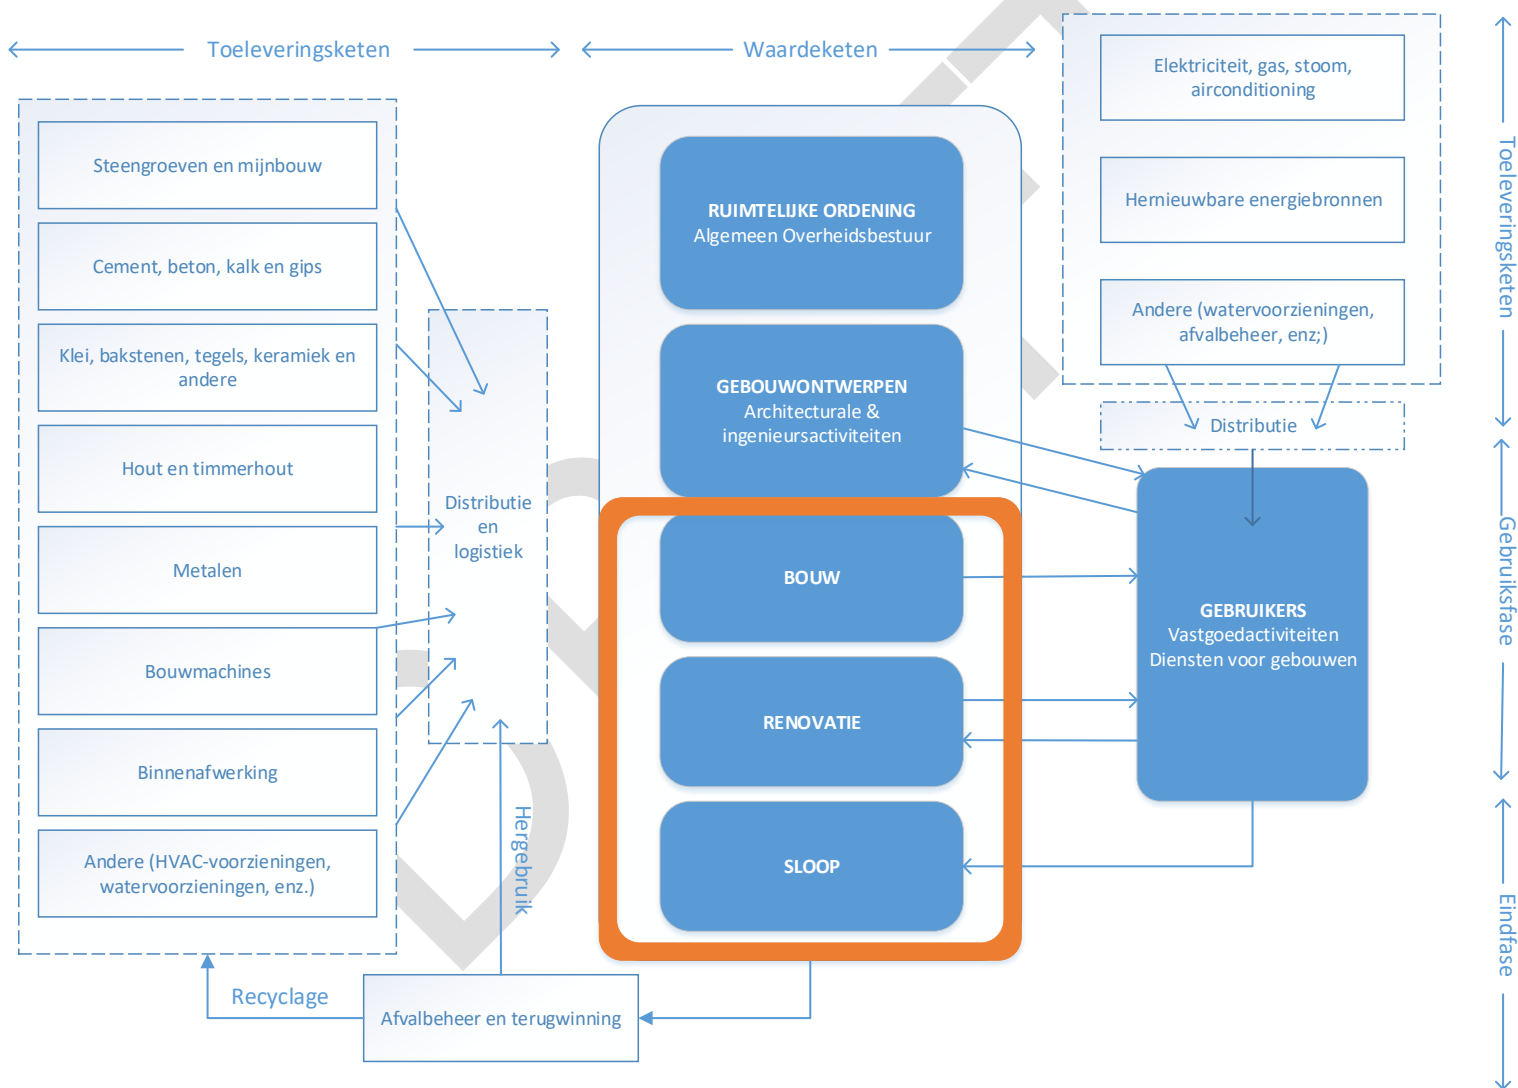 Toeleveringsketen
Steengroeven en mijnbouw
Cement, beton, kalk en gips
Klei, bakstenen, tegels, keramiek en
andere
Hout en timmerhout
Metalen
Bouwmachines
Binnenafwerking
Andere (HVAC-voorzieningen,
watervoorzieningen, enz.)
Distributie
en
logistiek
Hergebruik
Recyclage
Afvalbeheer en terugwinning
Waardeketen
RUIMTELIJKE ORDENING
Algemeen Overheidsbestuur
GEBOUWONTWERPEN
Architecturale &
ingenieursactiviteiten
BOUW
RENOVATIE
SLOOP
Elektriciteit, gas, stoom,
airconditioning
Hernieuwbare energiebronnen
Andere (watervoorzieningen,
afvalbeheer, enz;)
Distributie
GEBRUIKERS
Vastgoedactiviteiten
Diensten voor gebouwen
Toeleveringsketen
Gebruiksfase
Eindfase